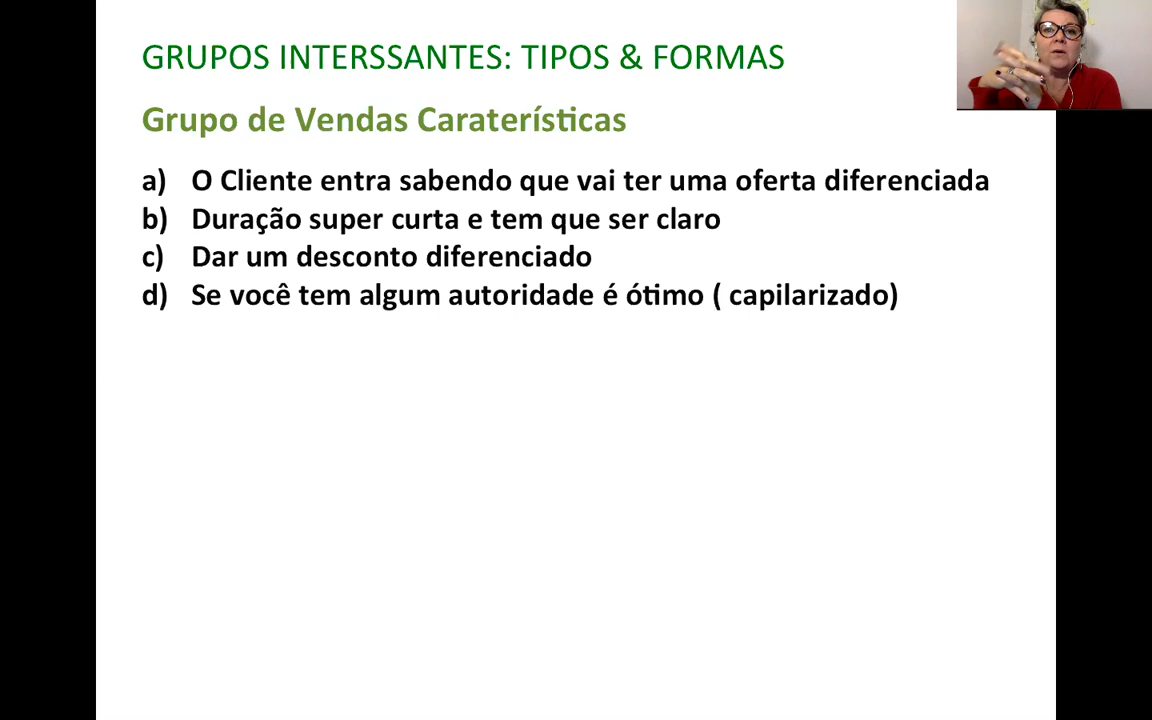 GRUPOS INTERSSANTES: TIPOS & FORMAS
Grupo de Vendas Caraterísticas
a) O Cliente entra sabendo que vai ter uma oferta diferenciada
b) Duração super curta e tem que ser claro
c) Dar um desconto diferenciado
d) Se você tem algum autoridade é ótimo ( capilarizado)